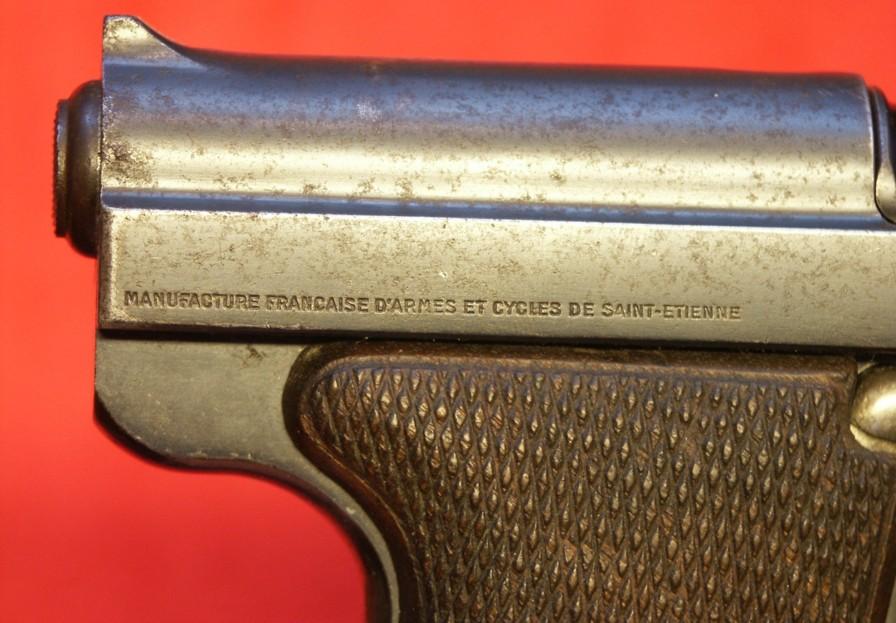 MANUFACTURE FRANCAISE D'ARMES ET CYCLES DE SAINT-ETIENNE